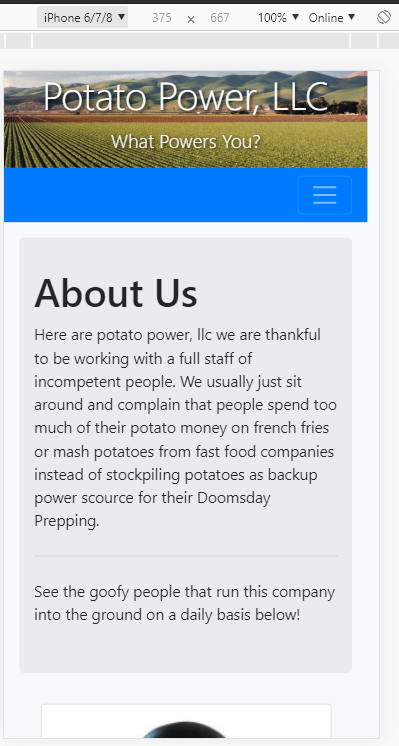 iPhone 6/7/8 ▼ 375 × 667 100% ▼ Online ▼
Potato Power, LLC
What Powers You?
About Us
Here are potato power, llc we are thankful
to be working with a full staff of
incompetent people. We usually just sit
around and complain that people spend too
much of their potato money on french fries
or mash potatoes from fast food companies
instead of stockpiling potatoes as backup
power scource for their Doomsday
Prepping.
See the goofy people that run this company
into the ground on a daily basis below!